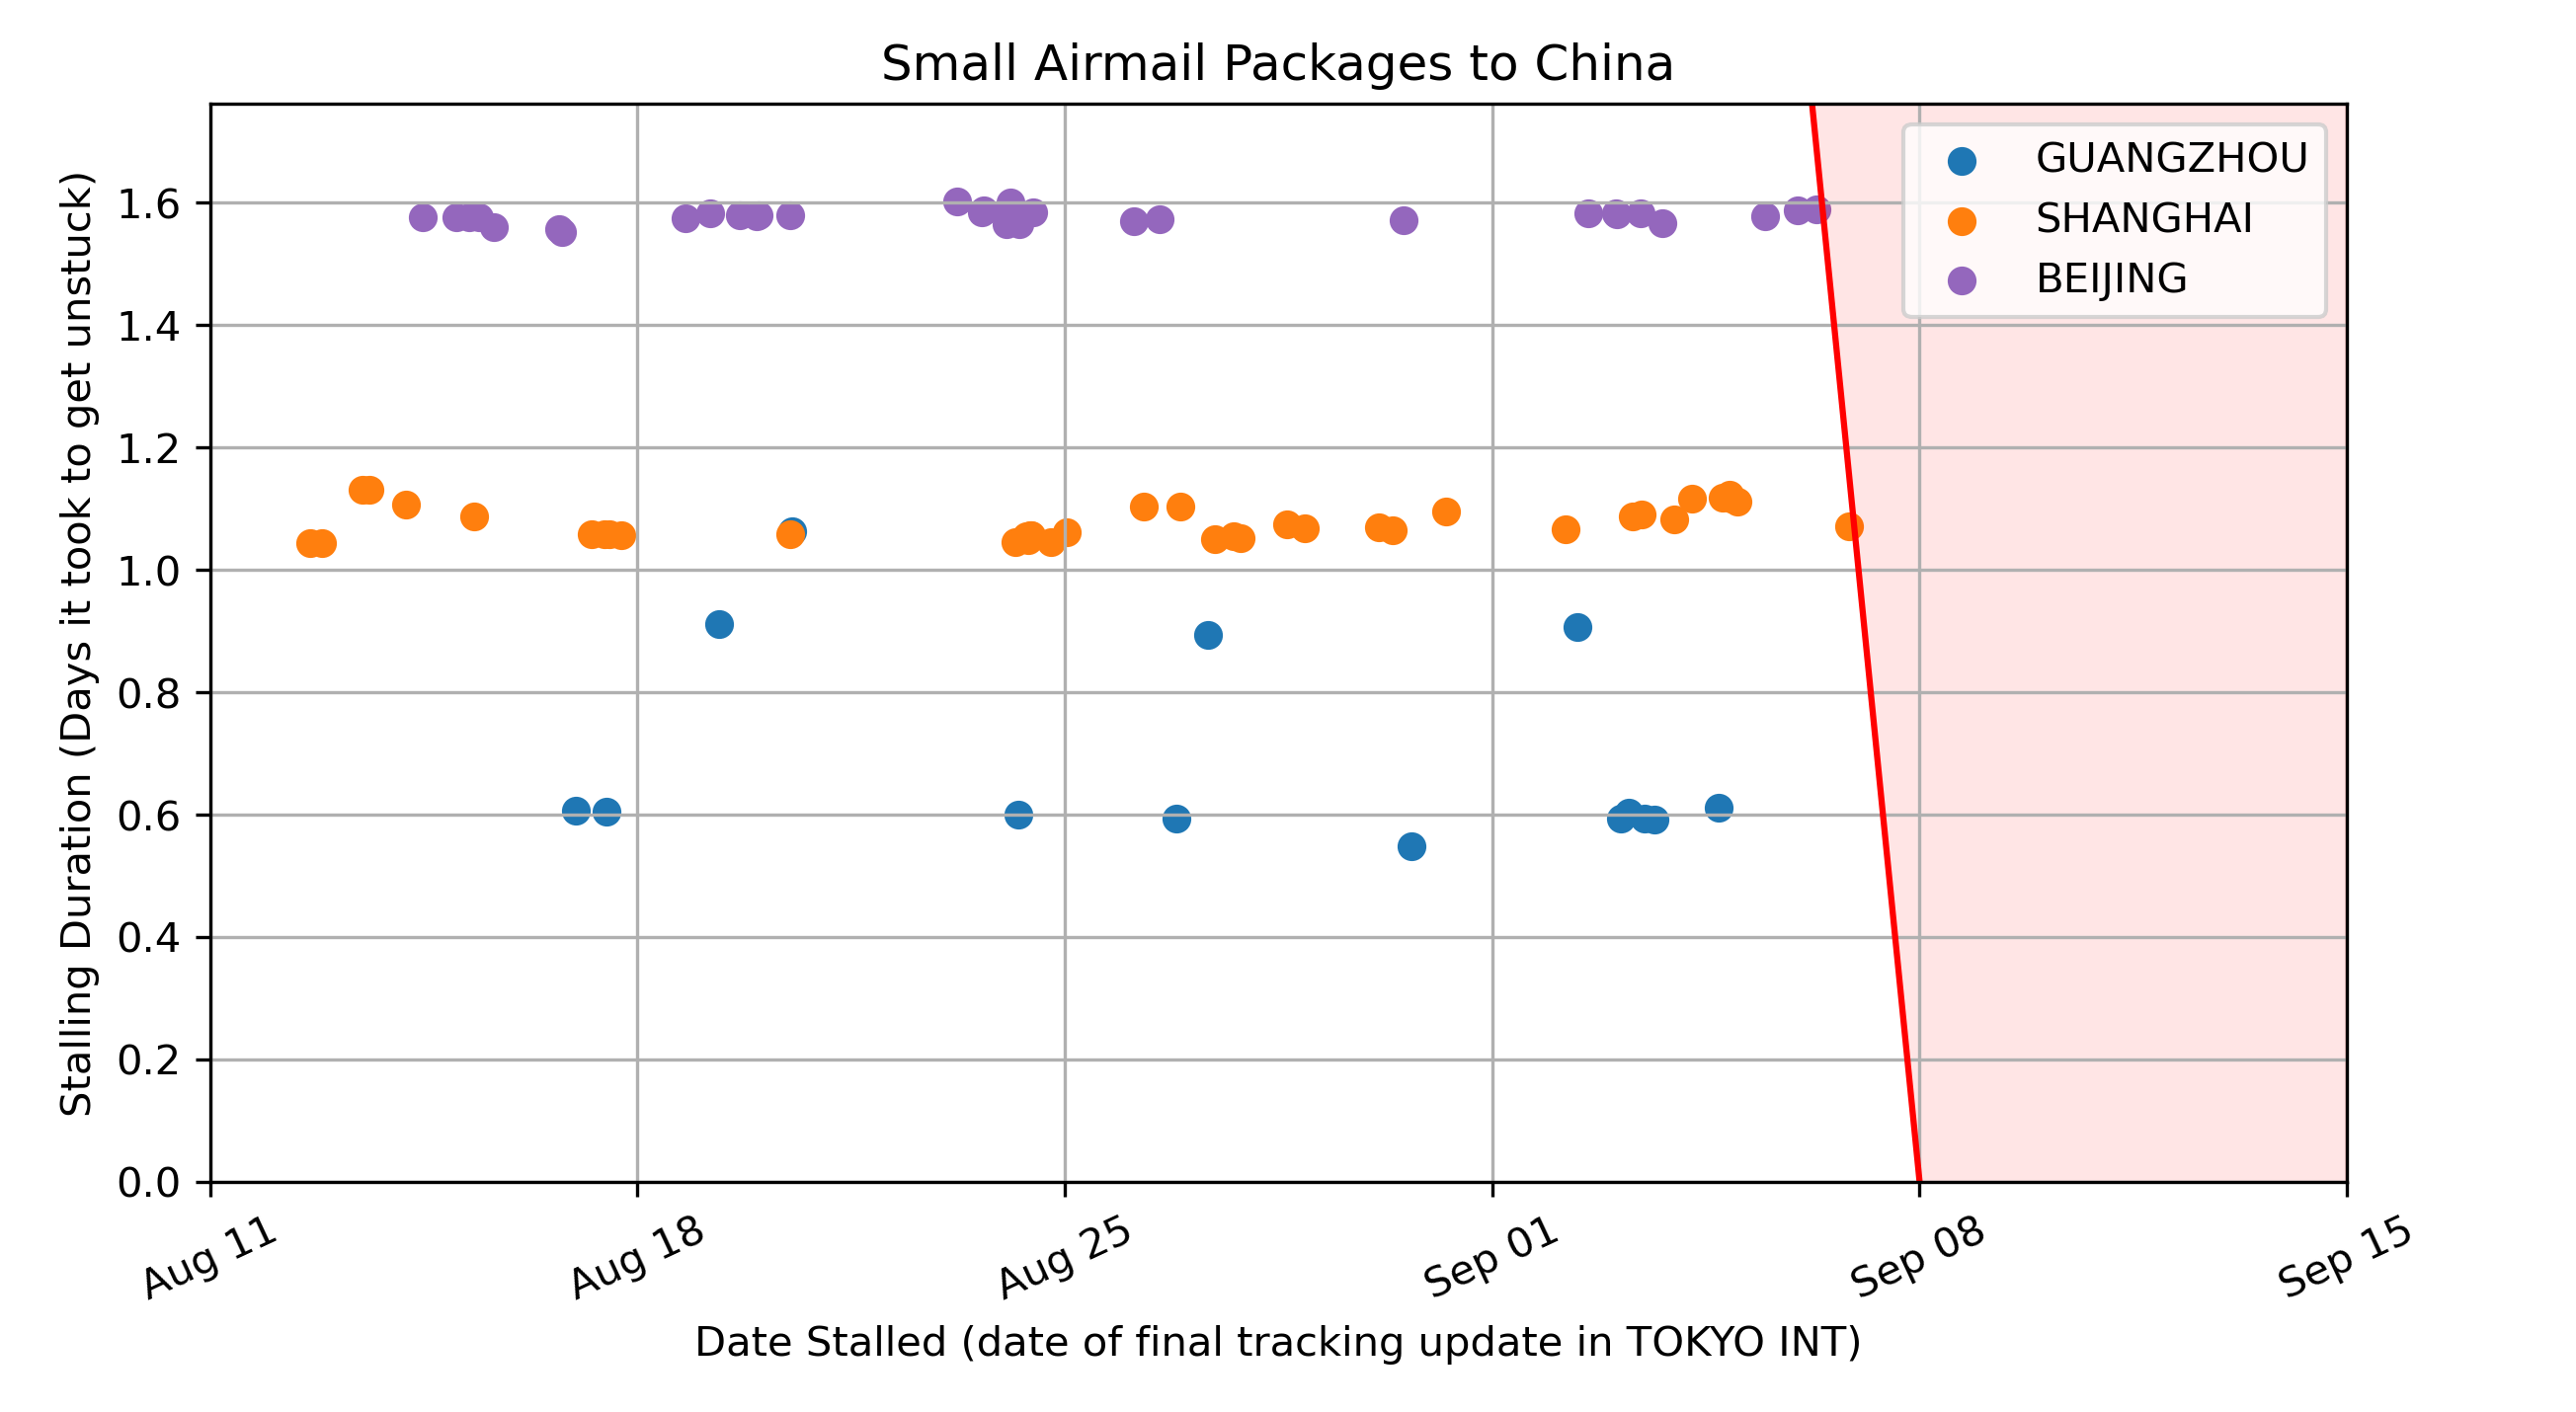 Small Airmail Packages to China
Stalling Duration (Days it took to get unstuck)
1.6
1.4
1.2
1.0
0.8
0.6
0.4
0.2
0.0
GUANGZHOU
SHANGHAI
BEIJING
Aug 11
Aug 18
Aug 25
Sep 01
Sep 08
Sep 15
Date Stalled (date of final tracking update in TOKYO INT)